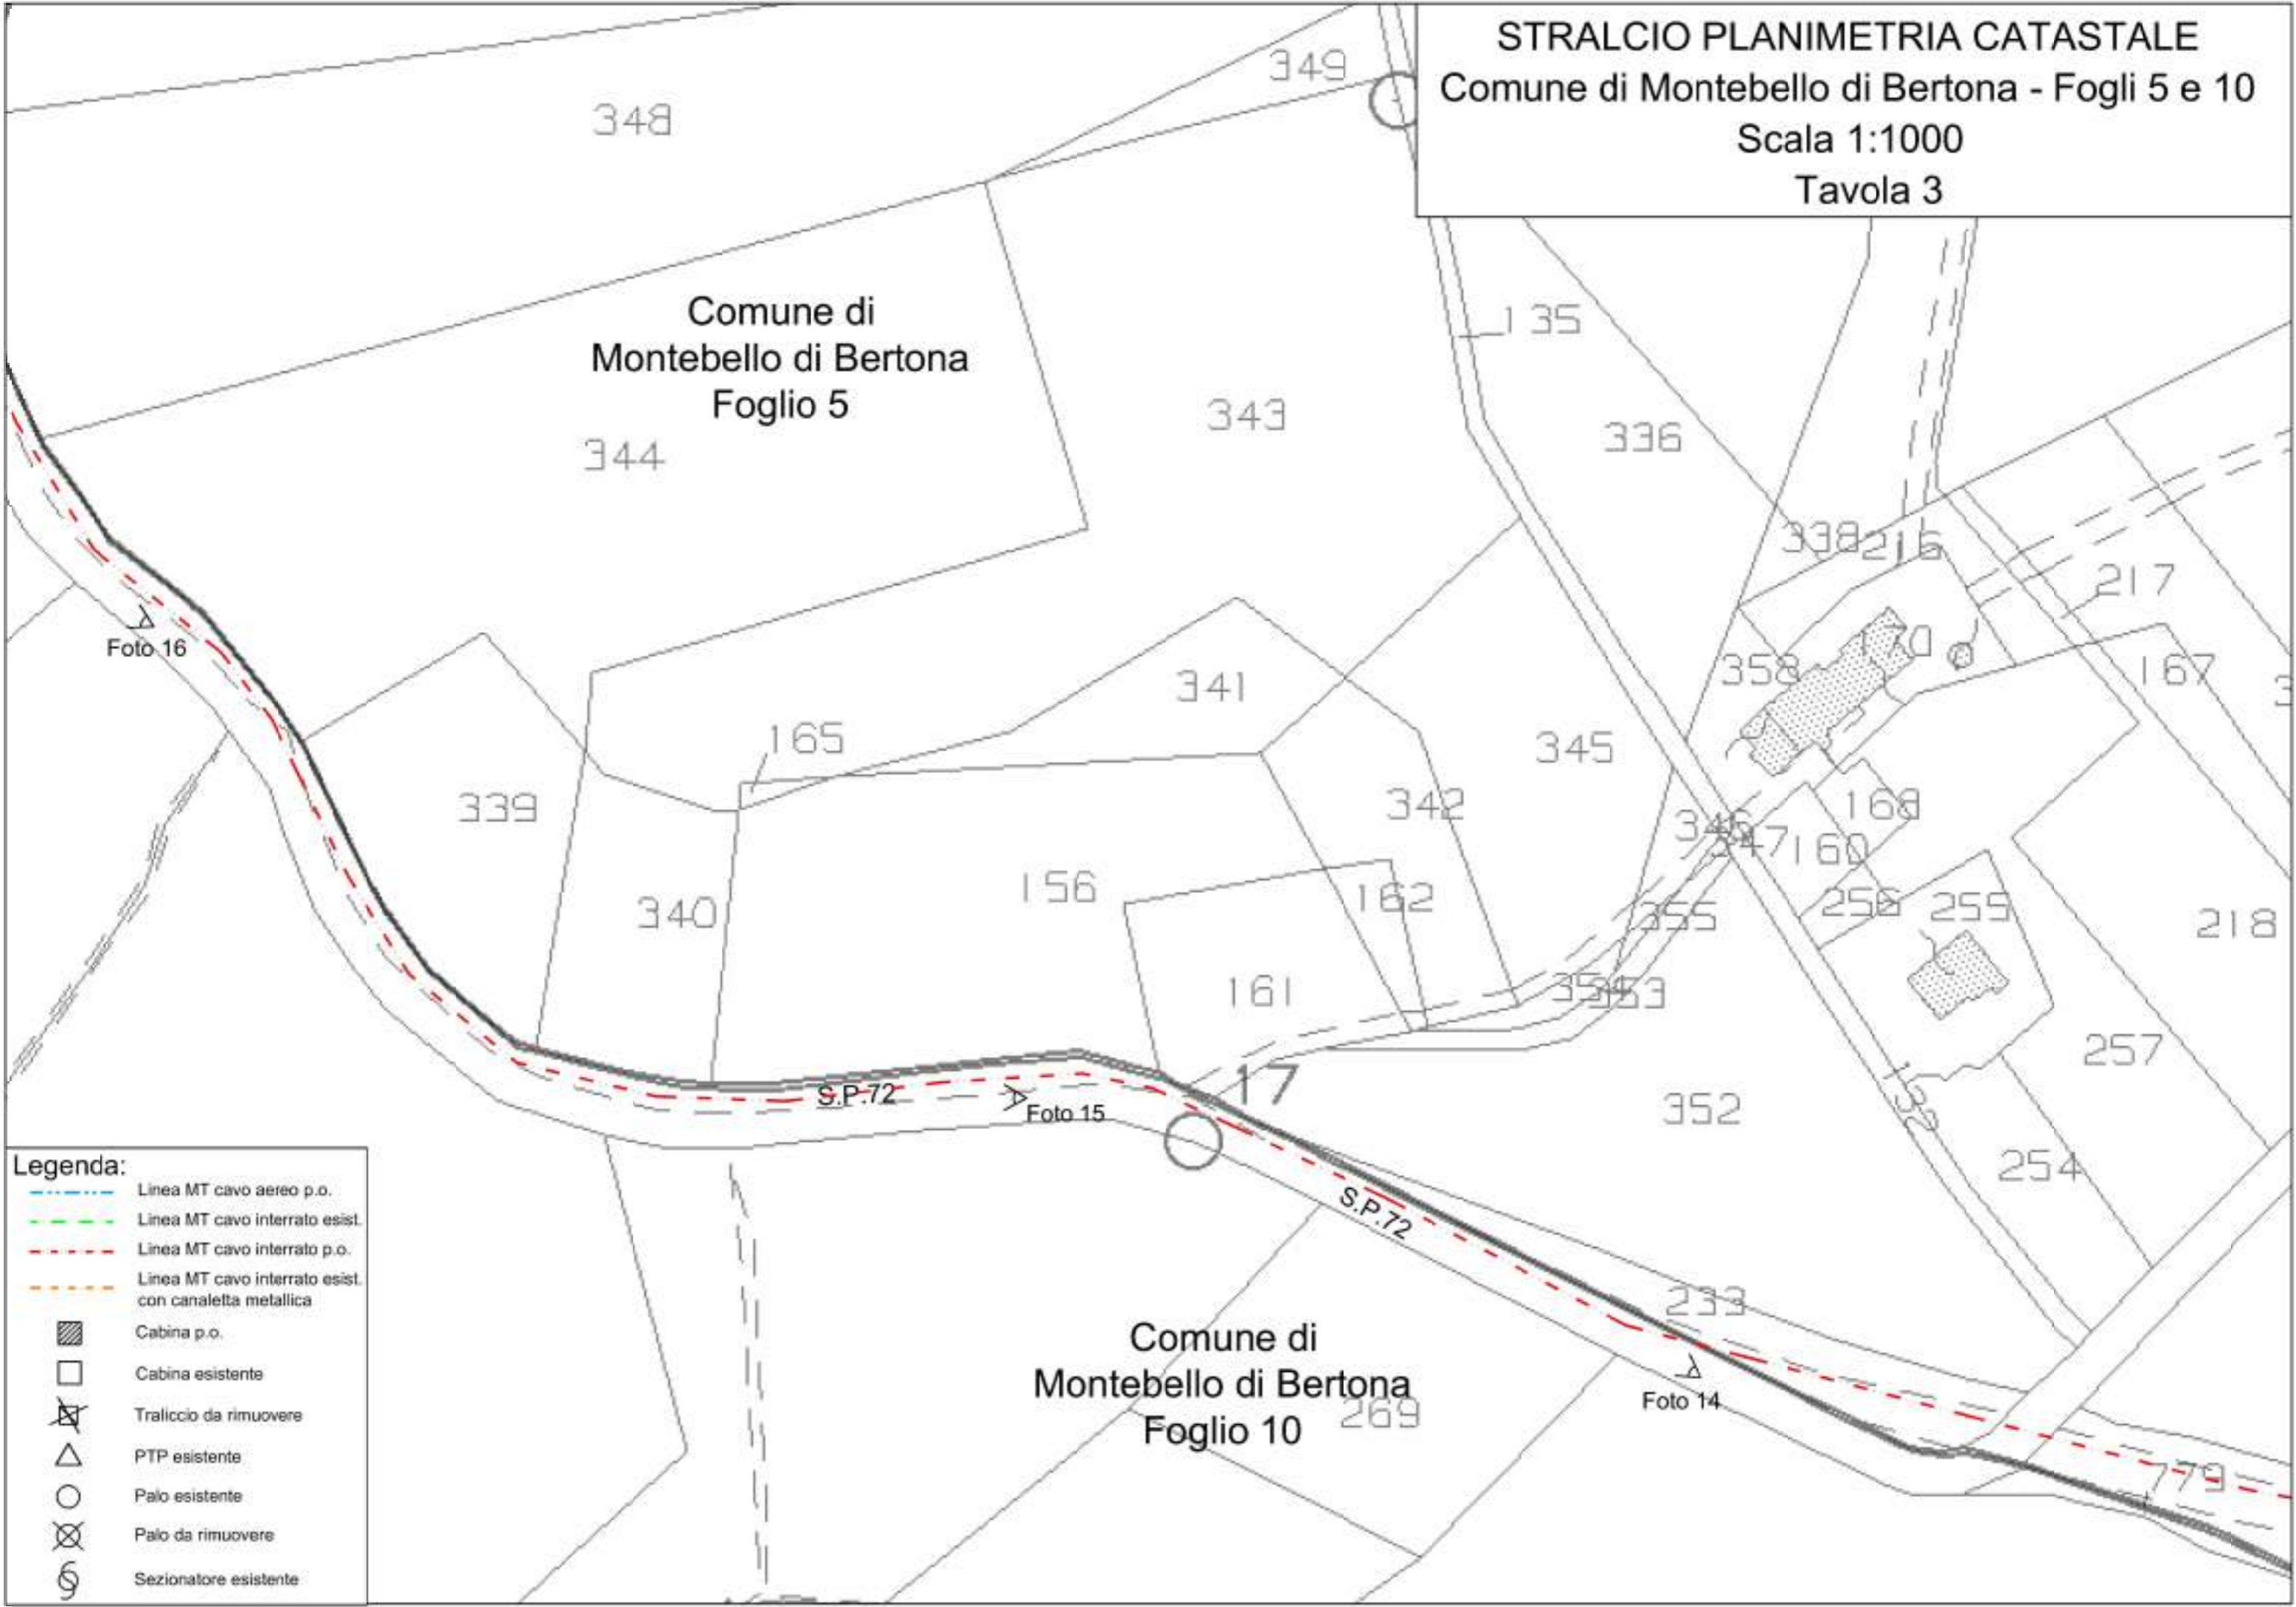 STRALCIO PLANIMETRIA CATASTALE
Comune di Montebello di Bertona - Fogli 5 e 10
Scala 1:1000
Tavola 3
349
348
Comune di
Montebello di Bertona
Foglio 5
135
343
336
344
338
216
217
Foto 16
170
358
167
341
165
345
339
342
168
346
347
160
156
162
340
256
259
355
218
161
354
353
257
17
S.P.72
Foto 15
352
254
S.P.72
233
Comune di
Montebello di Bertona
Foglio 10
269
Foto 14
779
Legenda:
Linea MT cavo aereo p.o.
Linea MT cavo interrato esist.
Linea MT cavo interrato p.o.
Linea MT cavo interrato esist.
con canaletta metallica
Cabina p.o.
Cabina esistente
Traliccio da rimuovere
PTP esistente
Palo esistente
Palo da rimuovere
Sezionatore esistente